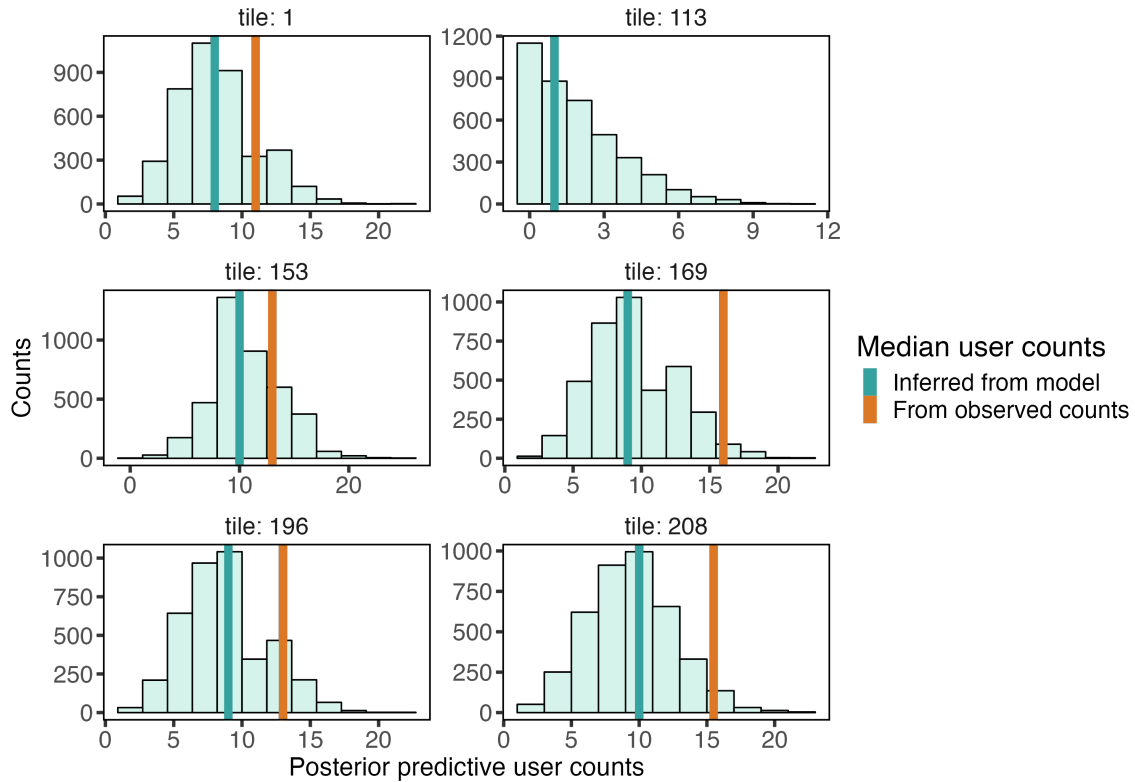 tile: 1
tile: 113
900
600
300
0
0 5 10 15 20
1200
900
600
300
0
0 3 6 9 12
tile: 153
tile: 169
1000
500
0
0 10 20
1000
750
500
250
0
0 5 10 15 20
tile: 196
tile: 208
1000
750
500
250
0
0 5 10 15 20
1000
750
500
250
0
0 5 10 15 20
Counts
Posterior predictive user counts
Median user counts
Inferred from model
From observed counts